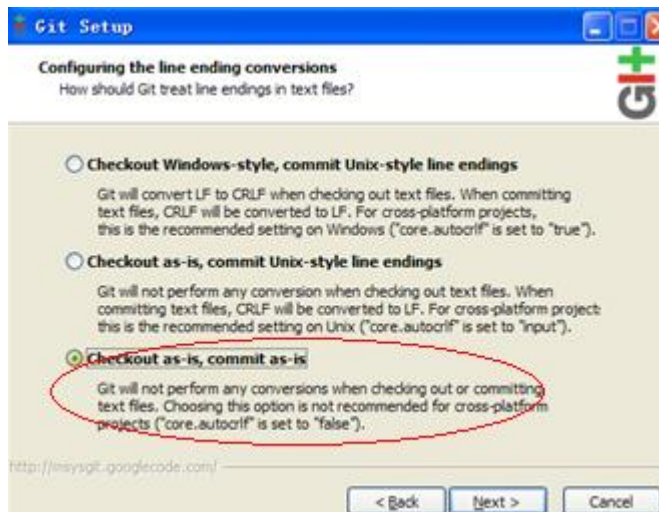 Git Setup
Configuring the line ending conversions
How should Git treat line endings in text files?
Git
Checkout Windows-style, commit Unix-style line endings
Git will convert LF to CRLF when checking out text files. When committing
text files, CRLF will be converted to LF. For cross-platform projects,
this is the recommended setting on Windows ("core.autocrlf" is set to "true").
Checkout as-is, commit Unix-style line endings
Git will not perform any conversion when checking out text files. When
committing text files, CRLF will be converted to LF. For cross-platform project:
this is the recommended setting on Unix ("core.autocrlf" is set to "input").
Checkout as-is, commit as-is
Git will not perform any conversions when checking out or committing
text files. Choosing this option is not recommended for cross-platform
projects ("core.autocrlf" is set to "false").
http://msysgit.googlecode.com/
< Back
Next >
Cancel